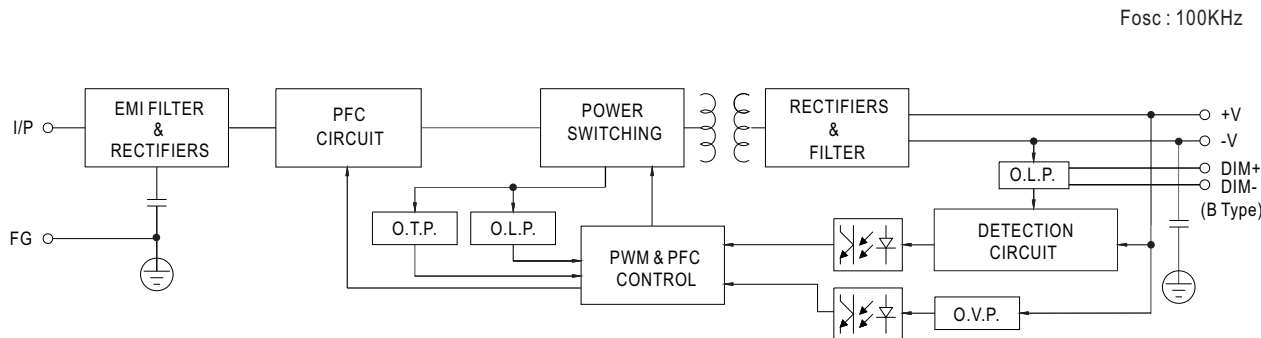 Fosc : 100KHz
I/P
EMI FILTER
&
RECTIFIERS
PFC
CIRCUIT
POWER
SWITCHING
RECTIFIERS
&
FILTER
+V
-V
DIM+
DIM-
(B Type)
O.L.P.
FG
O.T.P.
O.L.P.
PWM & PFC
CONTROL
DETECTION
CIRCUIT
O.V.P.